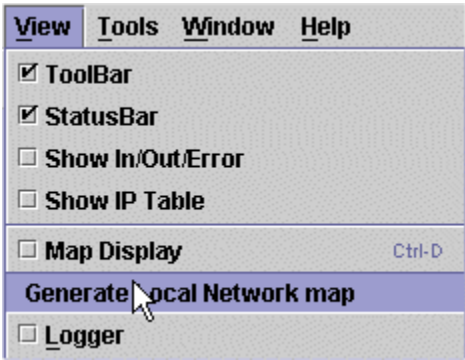 View Tools Window Help
ToolBar
StatusBar
Show In/Out/Error
Show IP Table
Map Display Ctrl-D
Generate Local Network map
Logger